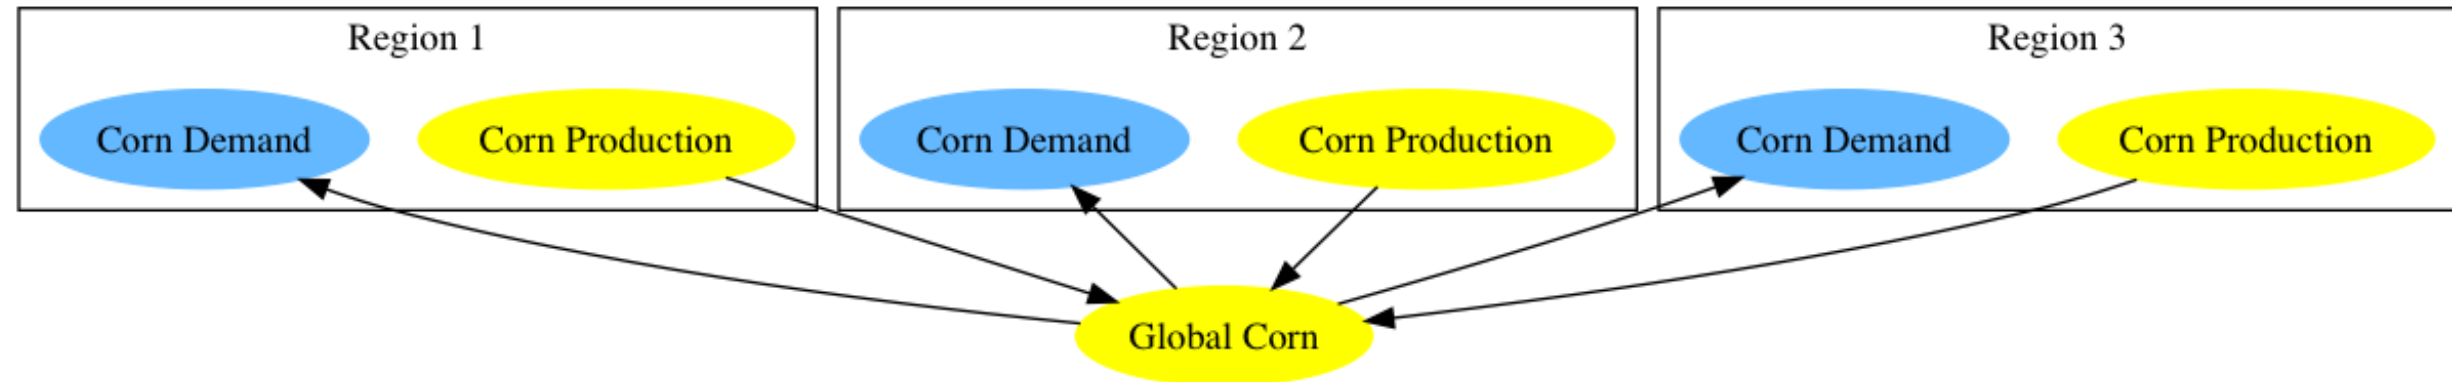 Region 1
Region 2
Region 3
Corn Demand
Corn Production
Corn Demand
Corn Production
Corn Demand
Corn Production
Global Corn